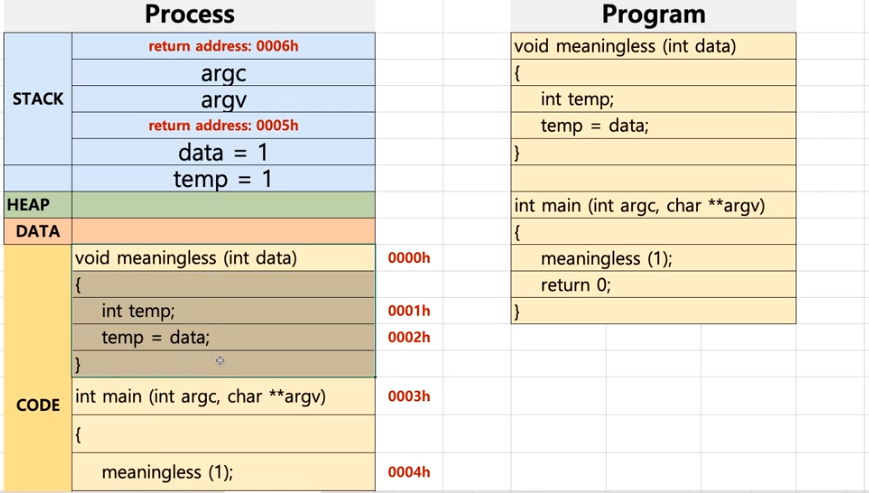 Process
Program
STACK
return address: 0006h
argc
argv
return address: 0005h
data = 1
temp = 1
HEAP
DATA
CODE
void meaningless (int data)
0000h
{
int temp;
0001h
temp = data;
0002h
}
int main (int argc, char **argv)
0003h
{
meaningless (1);
0004h
void meaningless (int data)
{
int temp;
temp = data;
}
int main (int argc, char **argv)
{
meaningless (1);
return 0;
}